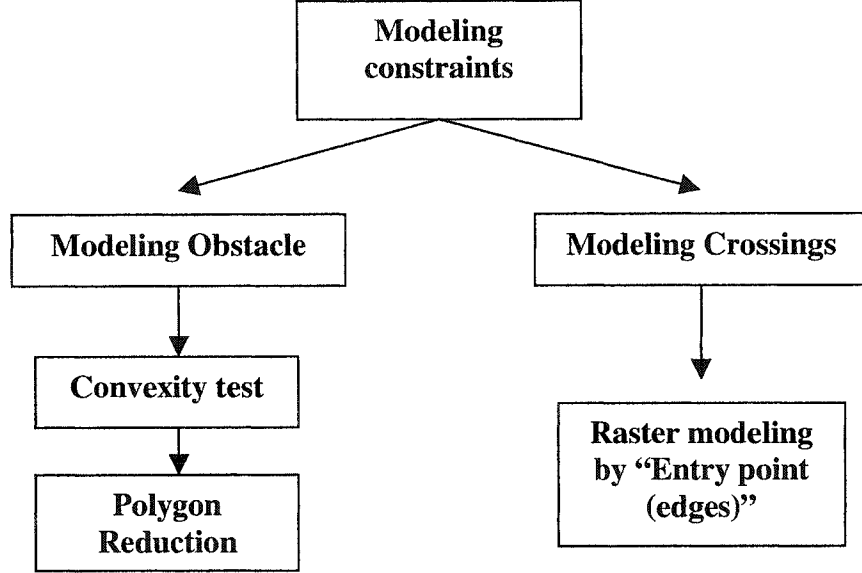 Modeling
constraints
Modeling Obstacle
Modeling Crossings
Convexity test
Raster modeling
by “Entry point
(edges)”
Polygon
Reduction